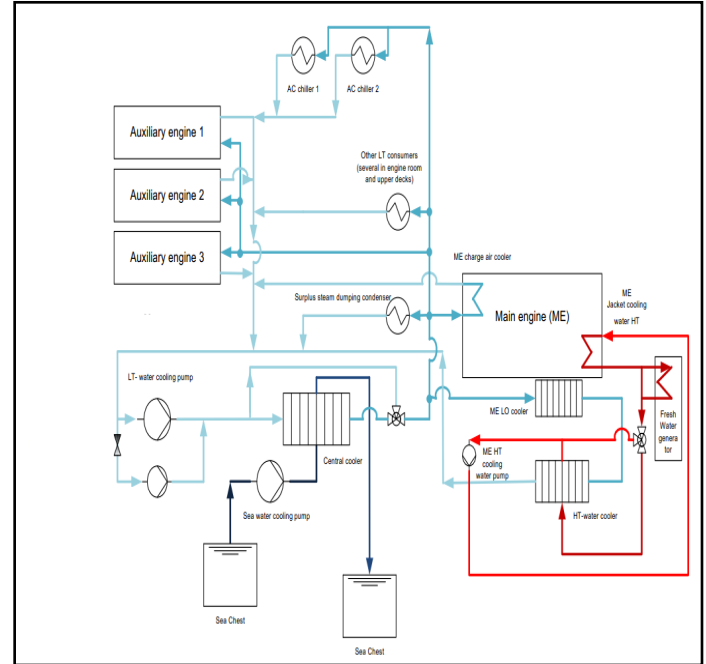 AC chiller 1
AC chiller 2
Auxiliary engine 1
Other LT consumers
(several in engine room
and upper decks)
Auxiliary engine 2
Auxiliary engine 3
ME charge air cooler
Surplus steam dumping condenser
Main engine (ME)
ME
Jacket cooling
water HT
LT- water cooling pump
ME LO cooler
Fresh
Water
genera
tor
Central cooler
ME HT
cooling
water pump
Sea water cooling pump
HT-water cooler
Sea Chest
Sea Chest